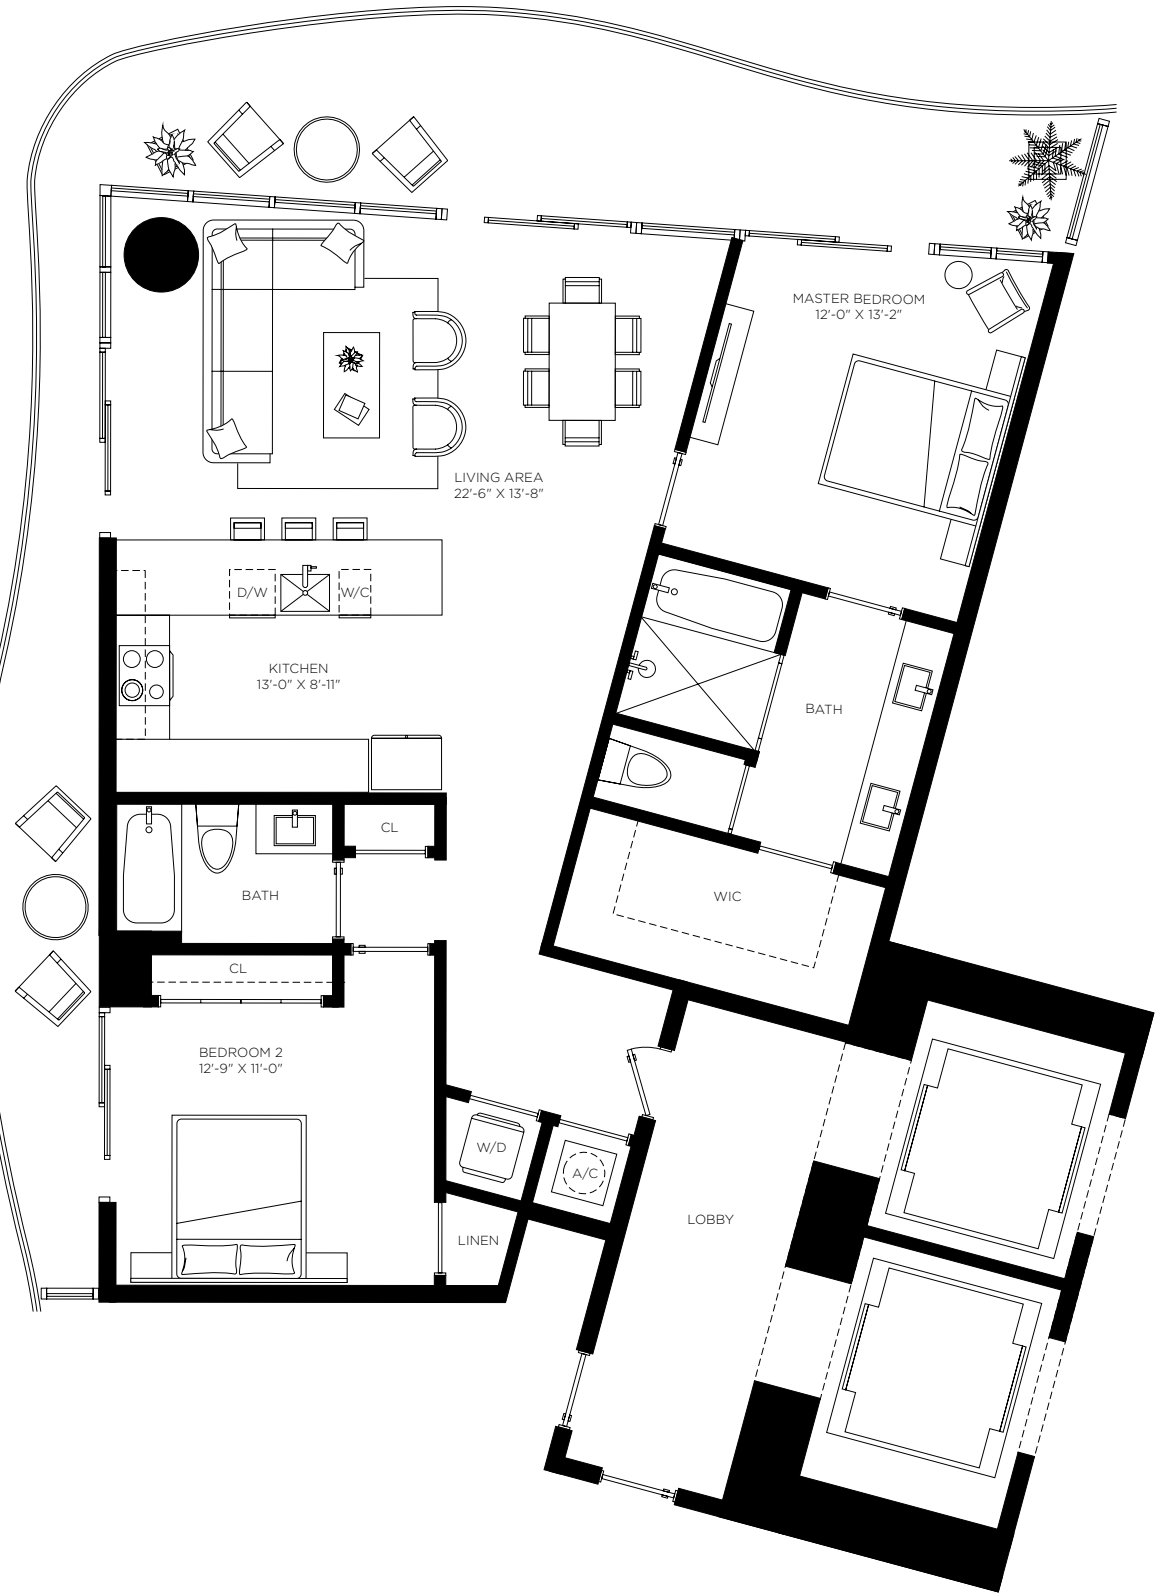 MASTER BEDROOM
12'-0" X 13'-2"
LIVING AREA
22'-6" X 13'-8"
D/W
W/C
KITCHEN
13'-0" X 8'-11"
BATH
CL
BATH
WIC
CL
BEDROOM 2
12'-9" X 11'-0"
W/D
A/C
LOBBY
LINEN